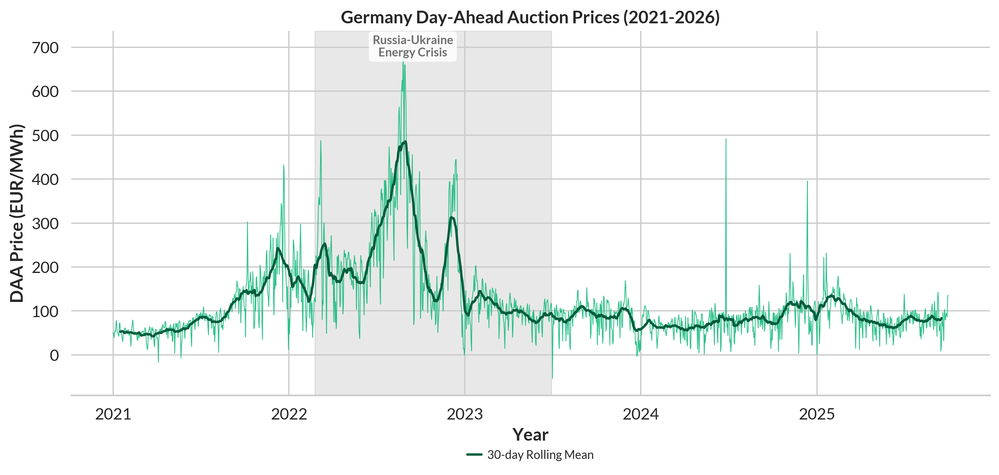 Germany Day-Ahead Auction Prices (2021-2026)
Russia-Ukraine
Energy Crisis
DAA Price (EUR/MWh)
700
600
500
400
300
200
100
0
2021 2022 2023 2024 2025
Year
30-day Rolling Mean